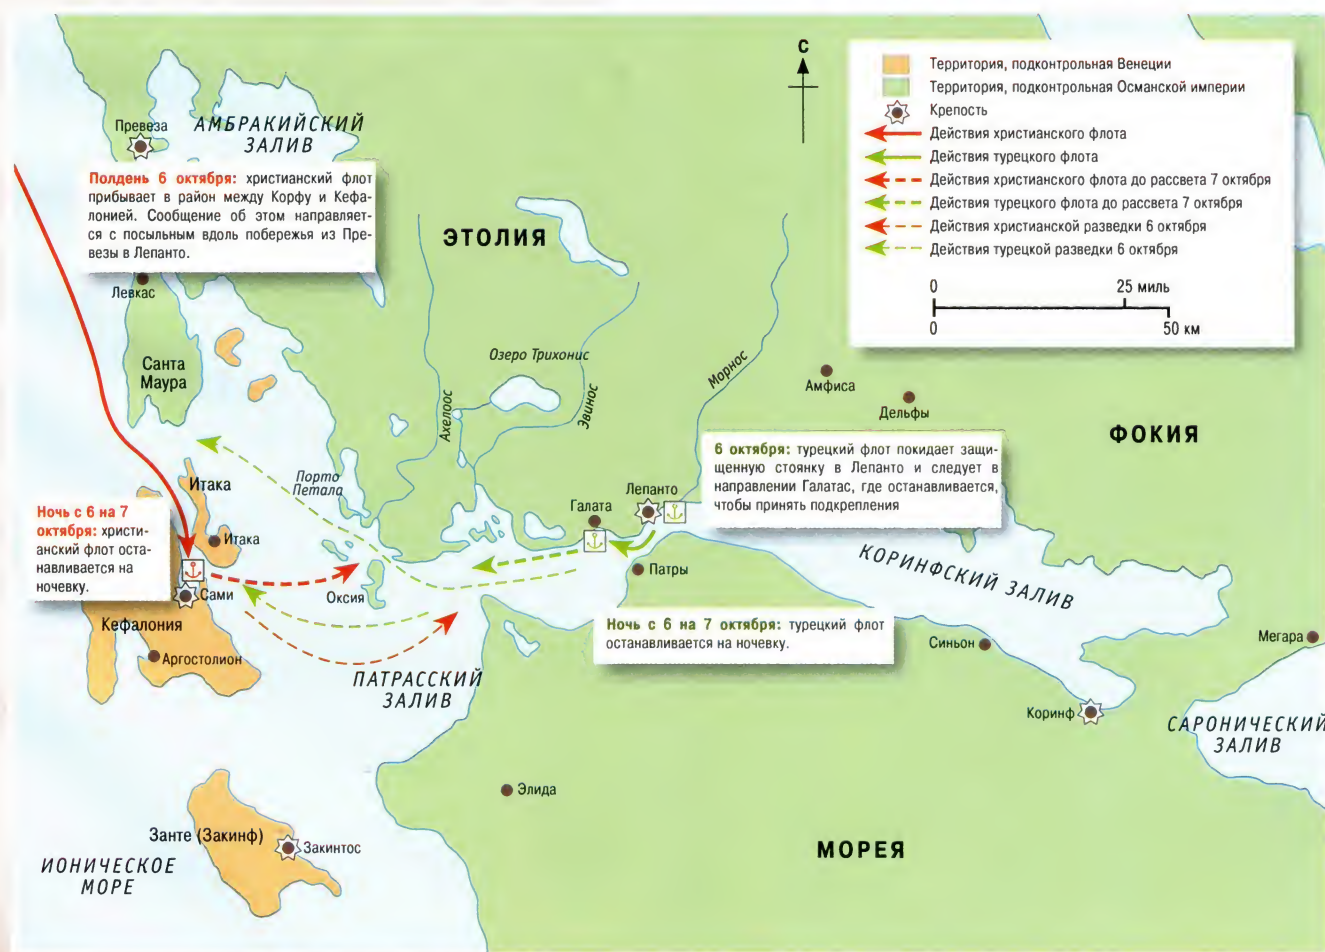 С
Территория, подконтрольная Венеции
Территория, подконтрольная Османской империи
Крепость
Действия христианского флота
Действия турецкого флота
Действия христианского флота до рассвета 7 октября
Действия турецкого флота до рассвета 7 октября
Действия христианской разведки 6 октября
Действия турецкой разведки 6 октября
0
25 миль
0
50 км
Превеза
АМБРАКИЙСКИЙ
ЗАЛИВ
Полдень 6 октября: христианский флот
прибывает в район между Корфу и Кефа-
лонией. Сообщение об этом направляет-
ся с посыльным вдоль побережья из Пре-
везы в Лепанто.
ЭТОЛИЯ
Левкас
Санта
Маура
Озеро Трихонис
Ахелоос
Эвинос
Морнос
Амфиса
Дельфы
ФОКИЯ
6 октября: турецкий флот покидает защи-
щенную стоянку в Лепанто и следует в
направлении Галатас, где останавливается,
чтобы принять подкрепления
Итака
Порто
Петала
Лепанто
Галата
Ночь с 6 на 7
октября: христи-
анский флот оста-
навливается на
ночевку.
Итака
Сами
Оксия
Патры
КОРИНФСКИЙ ЗАЛИВ
Кефалония
Аргостолион
Ночь с 6 на 7 октября: турецкий флот
останавливается на ночевку.
Синьон
Мегара
ПАТРАССКИЙ
ЗАЛИВ
Коринф
САРОНИЧЕСКИЙ
ЗАЛИВ
Элида
Занте (Закинф)
Закинтос
МОРЕЯ
ИОНИЧЕСКОЕ
МОРЕ